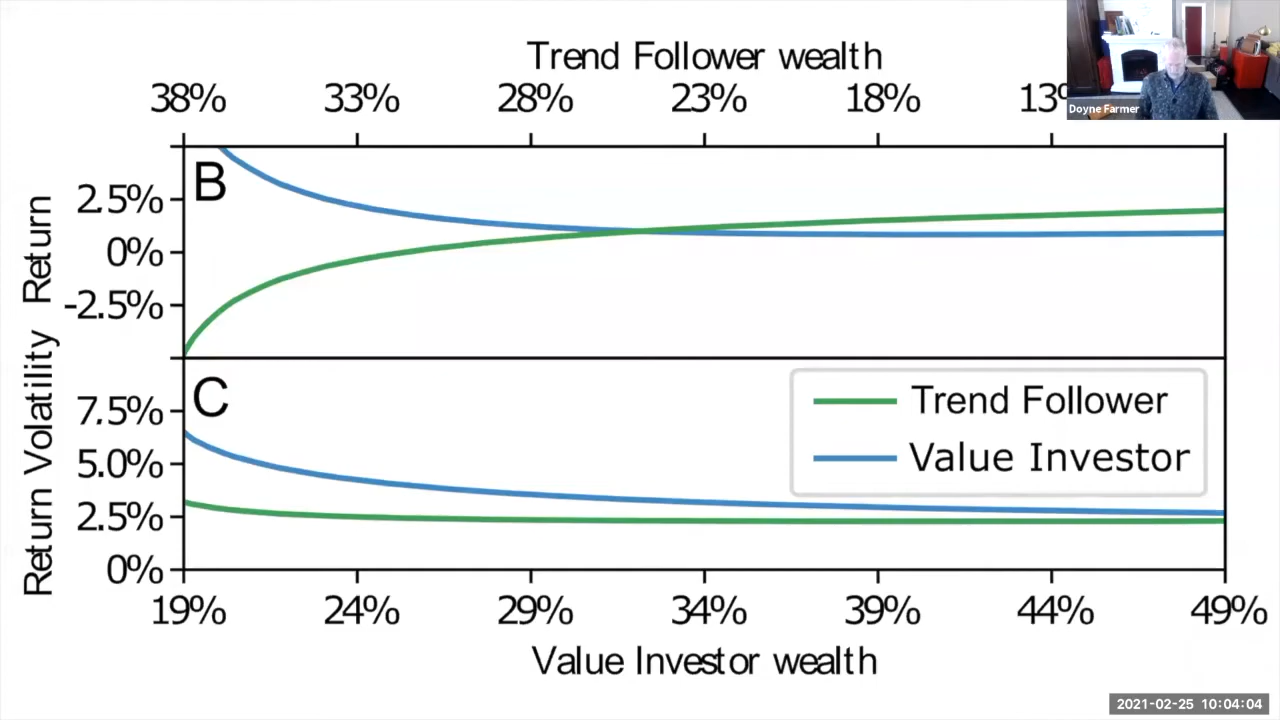 Trend Follower wealth
38% 33% 28% 23% 18% 13%
Doyne Farmer
B
2.5%
0%
-2.5%
Return
C
7.5%
5.0%
2.5%
0%
Return Volatility
Trend Follower
Value Investor
19% 24% 29% 34% 39% 44% 49%
Value Investor wealth
2021-02-25 10:04:04